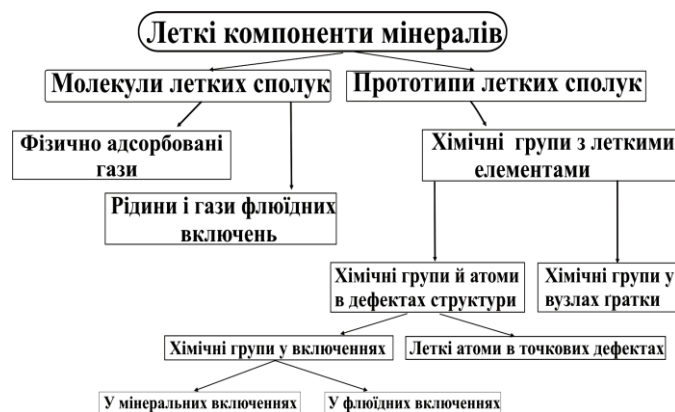 Леткі компоненти мінералів
Молекули летких сполук
Прототипи летких сполук
Фізично адсорбовані
гази
Хімічні групи з леткими
елементами
Рідини і гази флюїдних
включень
Хімічні групи й атоми
в дефектах структури
Хімічні групи у
вузлах ґратки
Хімічні групи у включеннях
Леткі атоми в точкових дефектах
У мінеральних включеннях
У флюїдних включеннях